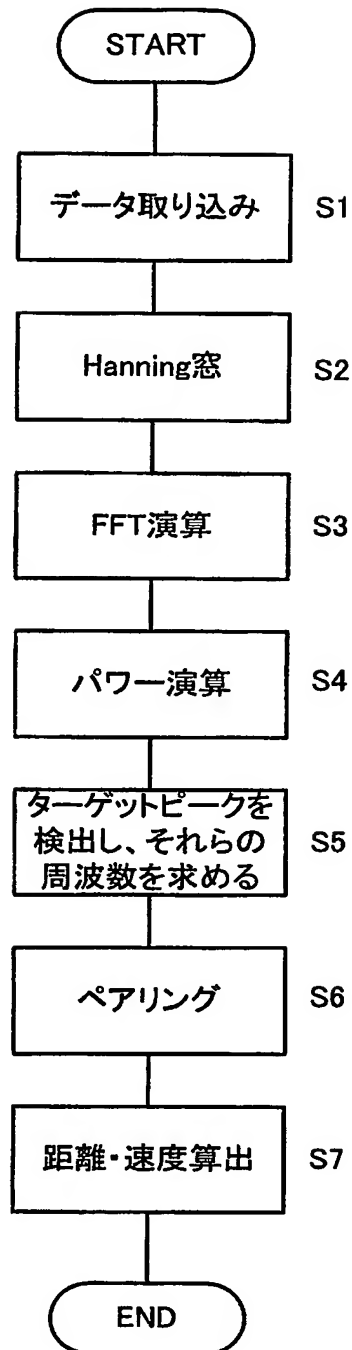 START
データ取り込み S1
Hanning窓 S2
FFT演算 S3
パワー演算 S4
ターゲットピークを
検出し、それらの S5
周波数を求める
ペアリング S6
距離・速度算出 S7
END